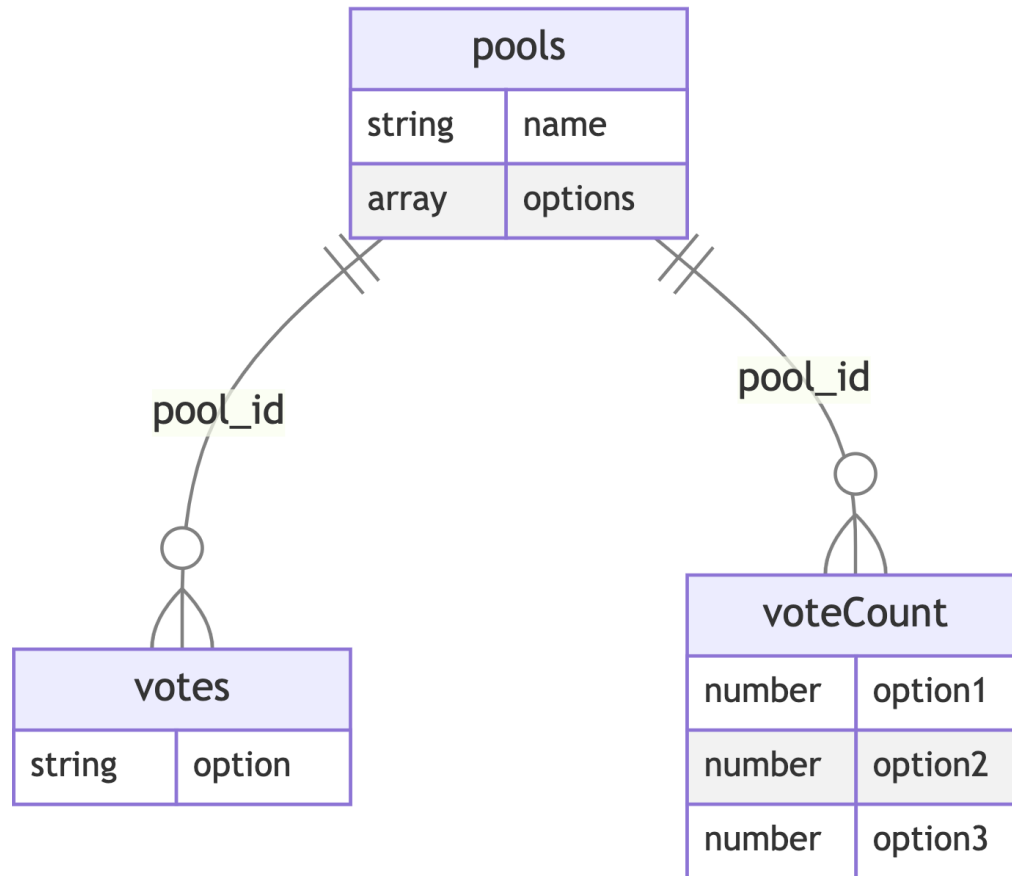 pools
string name
array options
pool_id
pool_id
votes
string option
voteCount
number option1
number option2
number option3